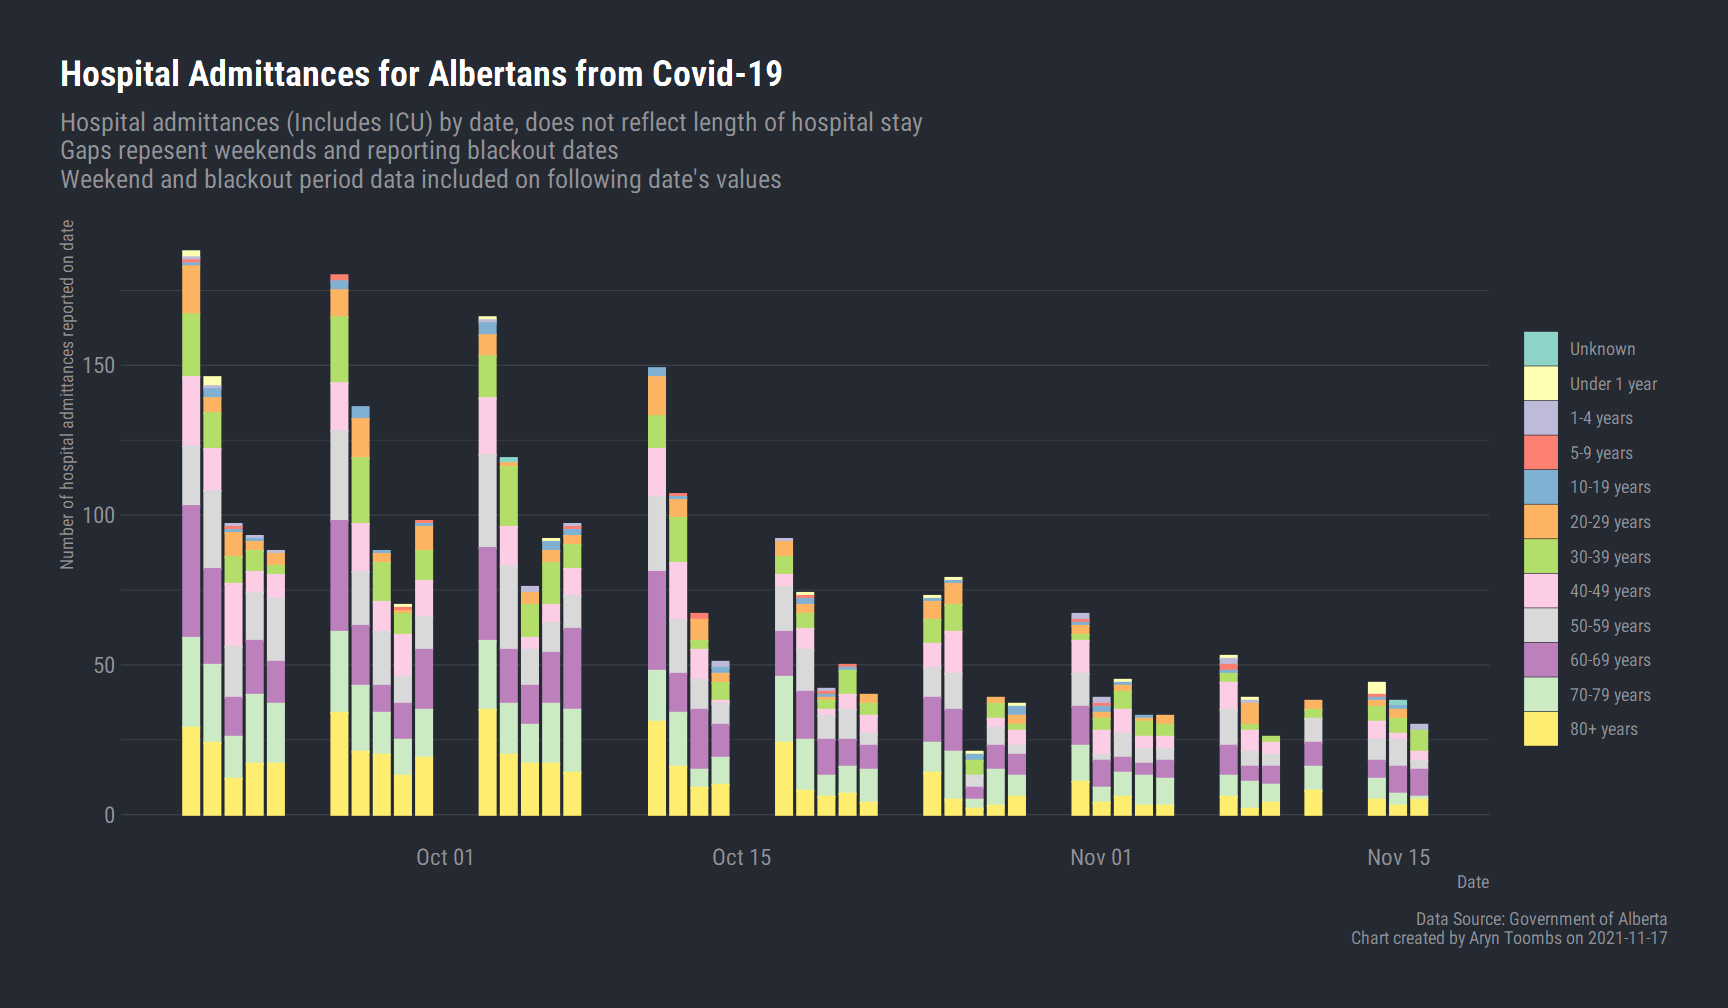 Hospital Admittances for Albertans from Covid-19
Hospital admittances (Includes ICU) by date, does not reflect length of hospital stay
Gaps repesent weekends and reporting blackout dates
Weekend and blackout period data included on following date's values
Number of hospital admittances reported on date
150
100
50
0
Oct 01
Oct 15
Nov 01
Nov 15
Date
Unknown
Under 1 year
1-4 years
5-9 years
10-19 years
20-29 years
30-39 years
40-49 years
50-59 years
60-69 years
70-79 years
80+ years
Data Source: Government of Alberta
Chart created by Aryn Toombs on 2021-11-17